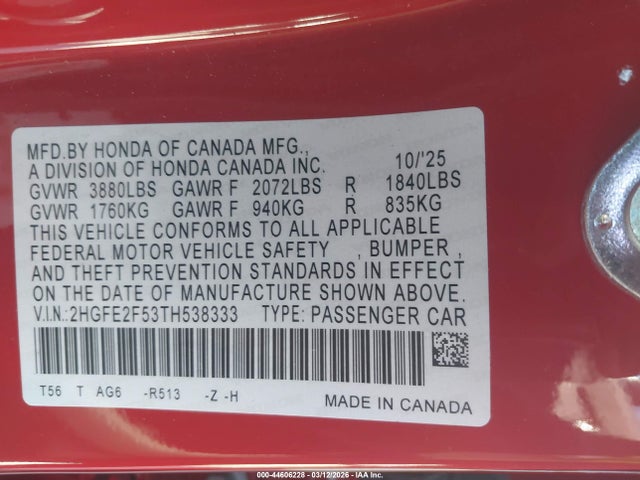 MFD.BY HONDA OF CANADA MFG.,
A DIVISION OF HONDA CANADA INC. 10/'25
GVWR 3880LBS GAWR F 2072LBS R 1840LBS
GVWR 1760KG GAWR F 940KG R 835KG
THIS VEHICLE CONFORMS TO ALL APPLICABLE
FEDERAL MOTOR VEHICLE SAFETY , BUMPER ,
AND THEFT PREVENTION STANDARDS IN EFFECT
ON THE DATE OF MANUFACTURE SHOWN ABOVE.
V.I.N.:2HGFE2F53TH538333 TYPE: PASSENGER CAR
T56 T AG6 -R513 -Z -H
MADE IN CANADA
000-44606228 - 03/12/2026 - IAA Inc.